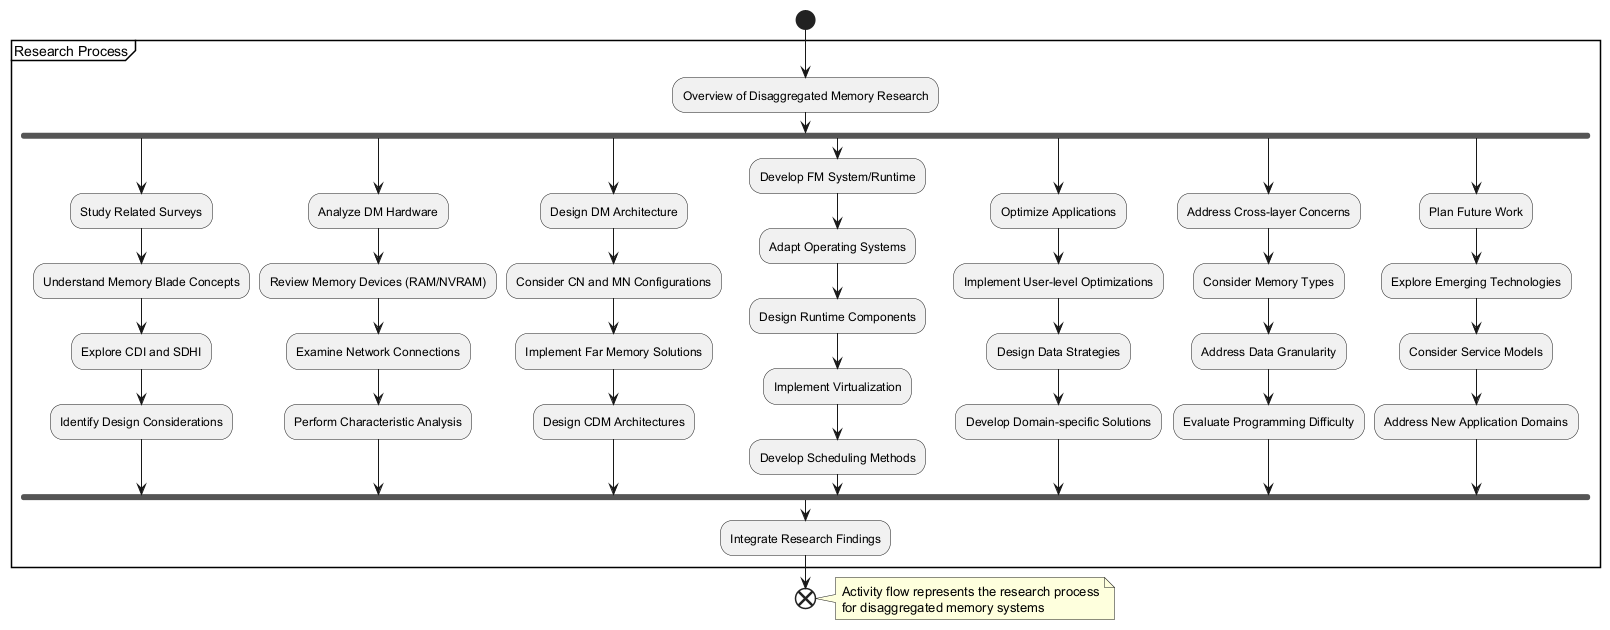 Research Process
Overview of Disaggregated Memory Research
Study Related Surveys
Understand Memory Blade Concepts
Explore CDI and SDHI
Identify Design Considerations
Analyze DM Hardware
Review Memory Devices (RAM/NVRAM)
Examine Network Connections
Perform Characteristic Analysis
Design DM Architecture
Consider CN and MN Configurations
Implement Far Memory Solutions
Design CDM Architectures
Develop FM System/Runtime
Adapt Operating Systems
Design Runtime Components
Implement Virtualization
Develop Scheduling Methods
Optimize Applications
Implement User-level Optimizations
Design Data Strategies
Develop Domain-specific Solutions
Address Cross-layer Concerns
Consider Memory Types
Address Data Granularity
Evaluate Programming Difficulty
Plan Future Work
Explore Emerging Technologies
Consider Service Models
Address New Application Domains
Integrate Research Findings
Activity flow represents the research process
for disaggregated memory systems